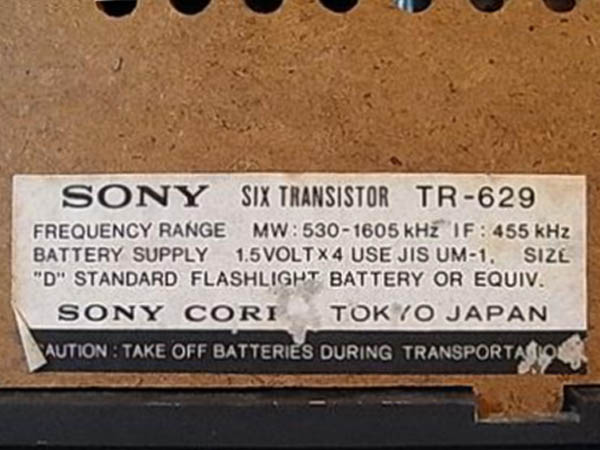 SONY SIX TRANSISTOR TR-629
FREQUENCY RANGE MW: 530-1605 kHz IF: 455 kHz
BATTERY SUPPLY 1.5VOLT×4 USE JIS UM-1, SIZE
"D" STANDARD FLASHLIGHT BATTERY OR EQUIV.
SONY CORP TOKYO JAPAN
CAUTION: TAKE OFF BATTERIES DURING TRANSPORTATION